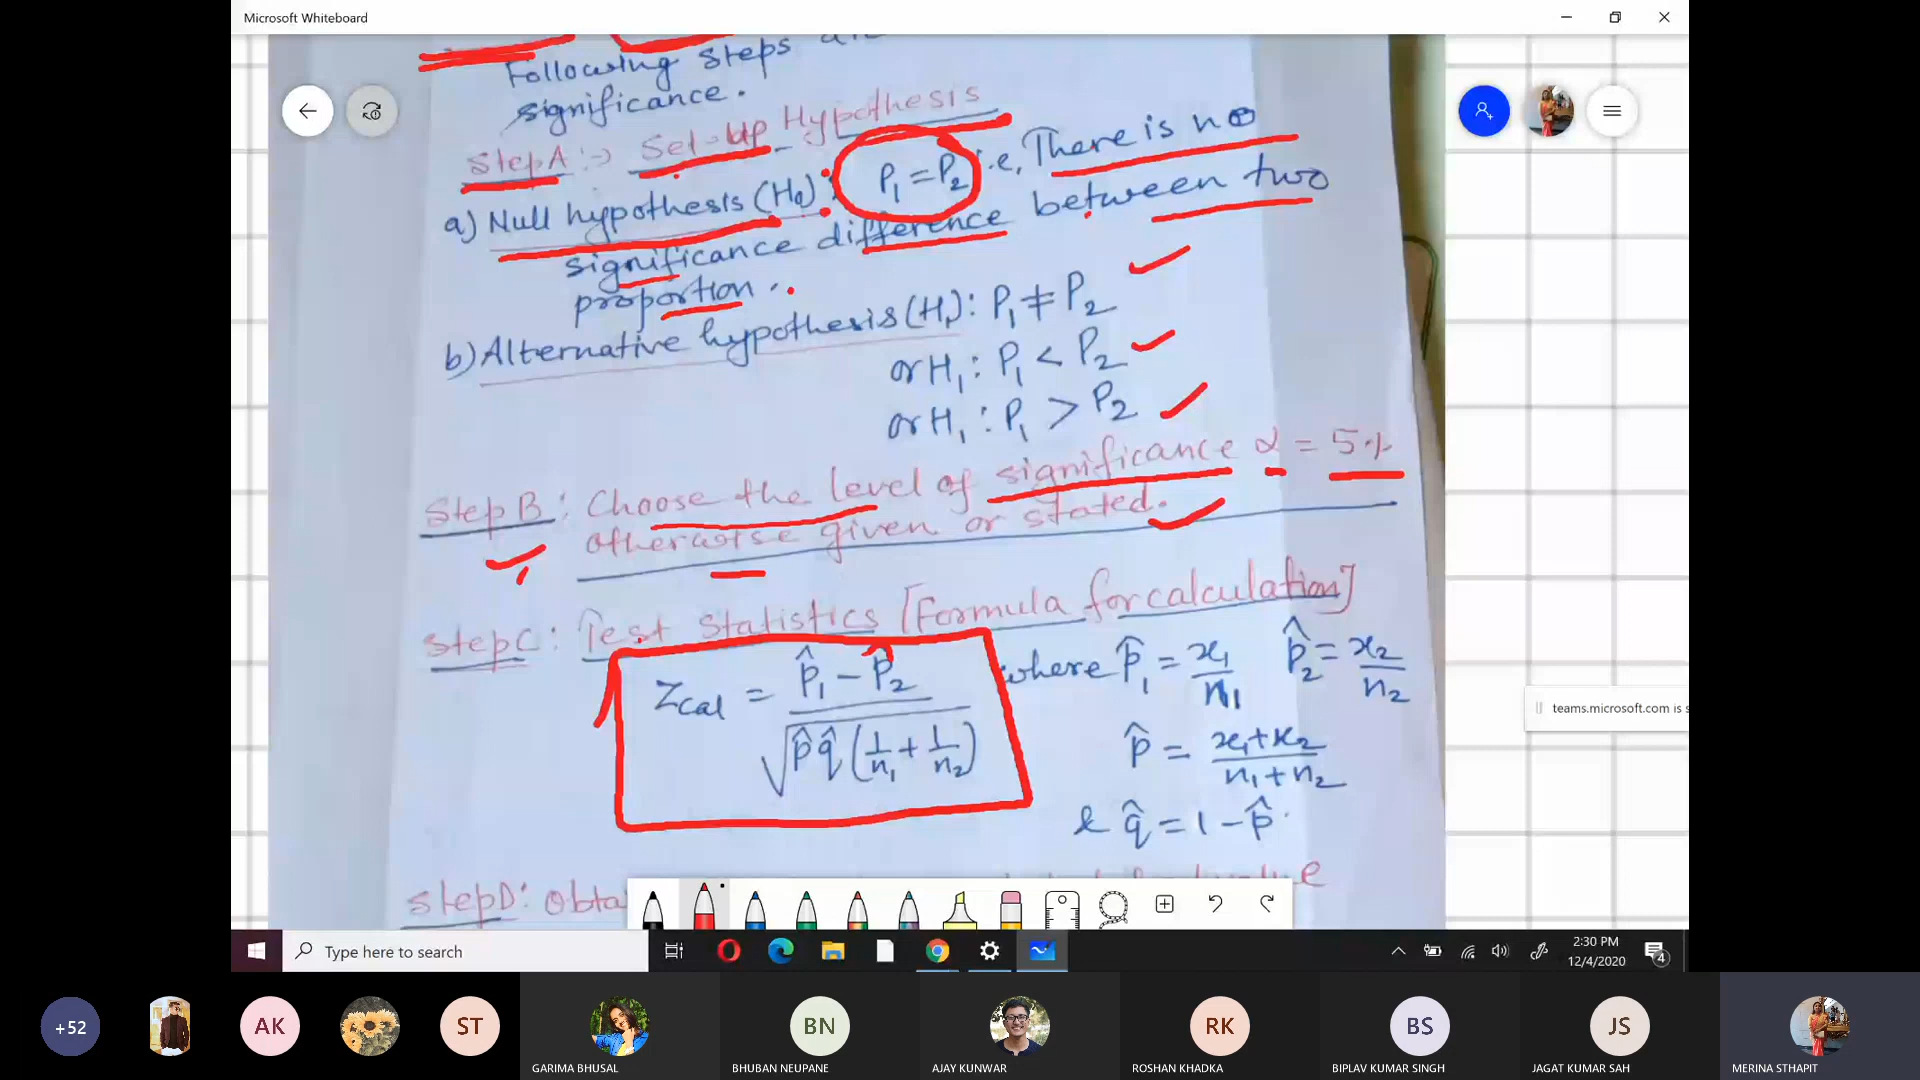 Microsoft Whiteboard
Following steps
significance.
Step A :-> Set-Up Hypothesis
a) Null hypothesis (H0): P1 = P2 i.e, There is no
significance difference between two
proportion.
b) Alternative hypothesis (H1): P1 ≠ P2
or H1 : P1 < P2
or H1 : P1 > P2
Step B : Choose the level of significance α = 5%
otherwise given or stated.
Step C : Test Statistics [Formula for calculation]
Zcal = p̂1 − p̂2 / √p̂q̂(1/n1 + 1/n2)
where p̂1 = x1/n1 p̂2 = x2/n2
p̂ = x1+x2/n1+n2
& q̂ = 1 − p̂
Step D: obta
teams.microsoft.com is s
Type here to search
2:30 PM
12/4/2020
4
+52
AK
ST
BN
RK
BS
JS
GARIMA BHUSAL
BHUBAN NEUPANE
AJAY KUNWAR
ROSHAN KHADKA
BIPLAV KUMAR SINGH
JAGAT KUMAR SAH
MERINA STHAPIT